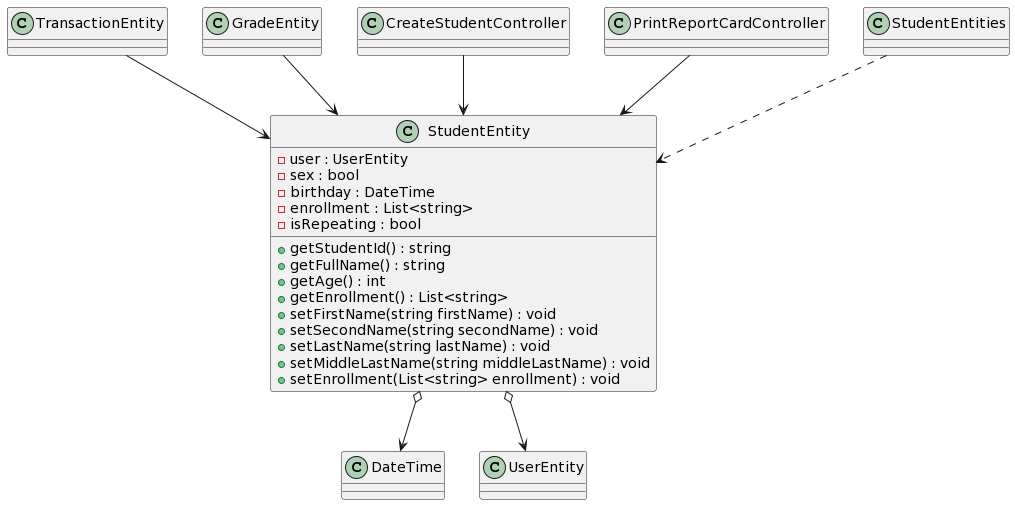 C TransactionEntity
C GradeEntity
C CreateStudentController
C PrintReportCardController
C StudentEntities
C StudentEntity
user : UserEntity
sex : bool
birthday : DateTime
enrollment : List<string>
isRepeating : bool
getStudentId() : string
getFullName() : string
getAge() : int
getEnrollment() : List<string>
setFirstName(string firstName) : void
setSecondName(string secondName) : void
setLastName(string lastName) : void
setMiddleLastName(string middleLastName) : void
setEnrollment(List<string> enrollment) : void
C DateTime
C UserEntity